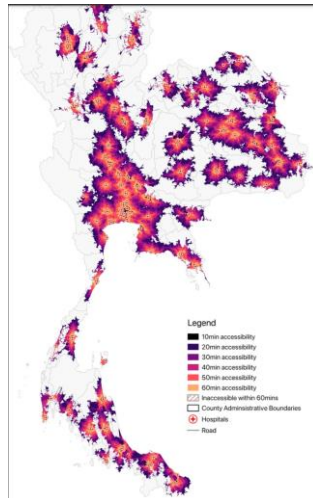 Legend
10min accessibility
20min accessibility
30min accessibility
40min accessibility
50min accessibility
60min accessibility
Inaccessible within 60mins
County Administrative Boundaries
Hospitals
Road